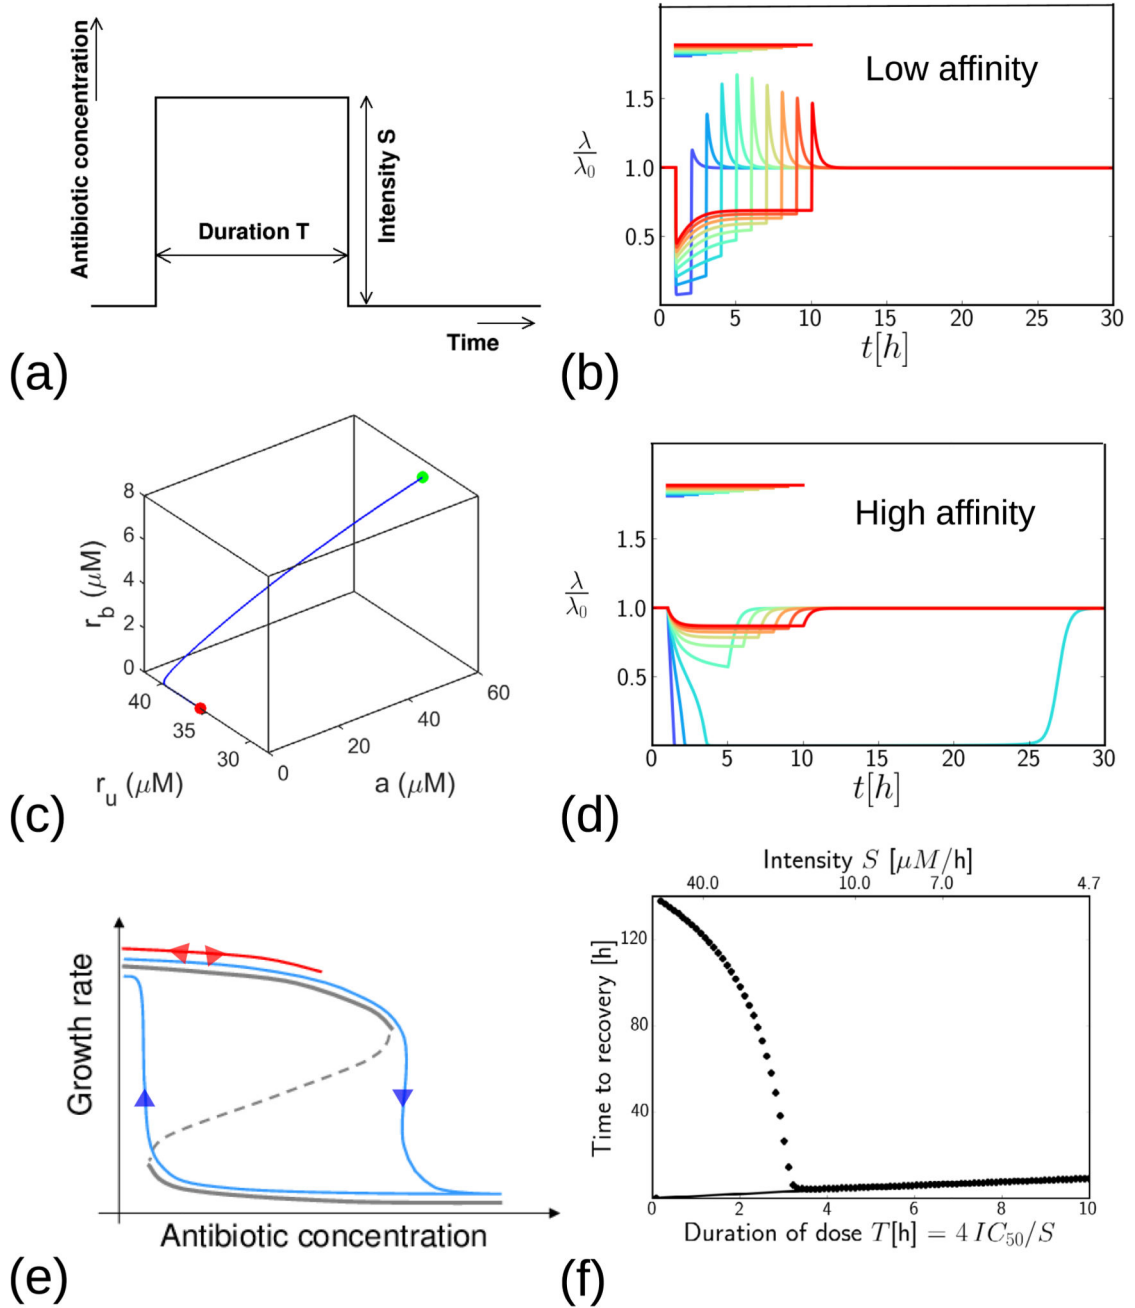 Antibiotic concentration
Intensity S
Duration T
Time
(a)
Low affinity
λ/λ0
1.5
1.0
0.5
0 5 10 15 20 25 30
t[h]
(b)
8
6
4
2
0
r_b (μM)
40
35
30
r_u (μM)
0
20
40
60
a (μM)
(c)
High affinity
λ/λ0
1.5
1.0
0.5
0 5 10 15 20 25 30
t[h]
(d)
Growth rate
Antibiotic concentration
(e)
Intensity S [μM/h]
40.0 10.0 7.0 4.7
Time to recovery [h]
120
80
40
0 2 4 6 8 10
Duration of dose T[h] = 4 IC50/S
(f)